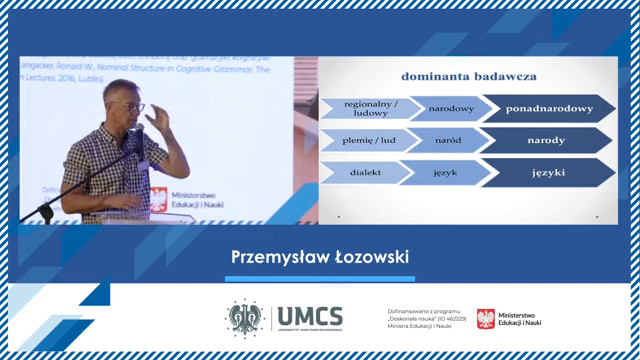 angacker, Ronald W., Nominal Structure in Cognitive Grammar. The
Lectures, 2016, Lublin
Ministerstwo
Edukacji i Nauki
dominanta badawcza
regionalny /
ludowy
narodowy
ponadnarodowy
plemię / lud
naród
narody
dialekt
język
języki
Przemysław Łozowski
UMCS
Dofinansowano z programu
„Doskonała nauka” (ID 462229)
Ministra Edukacji i Nauki
Ministerstwo
Edukacji i Nauki